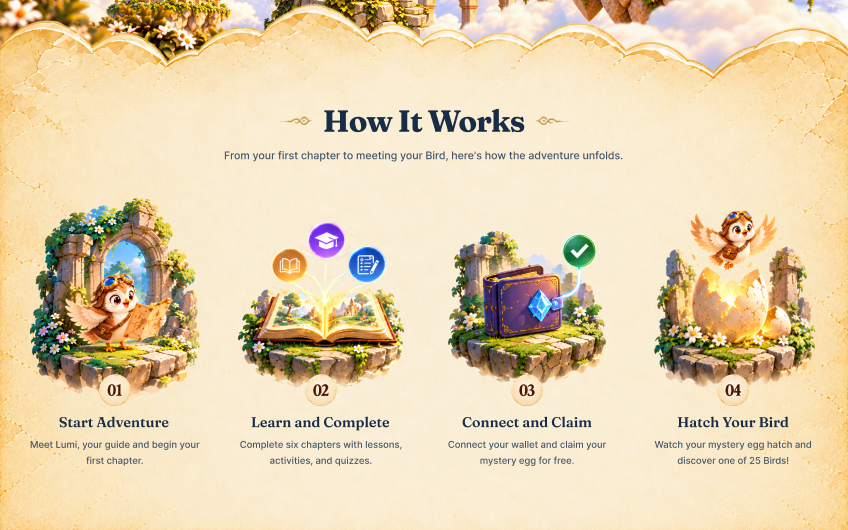 How It Works
From your first chapter to meeting your Bird, here's how the adventure unfolds.
01
Start Adventure
Meet Lumi, your guide and begin your
first chapter.
02
Learn and Complete
Complete six chapters with lessons,
activities, and quizzes.
03
Connect and Claim
Connect your wallet and claim your
mystery egg for free.
04
Hatch Your Bird
Watch your mystery egg hatch and
discover one of 25 Birds!